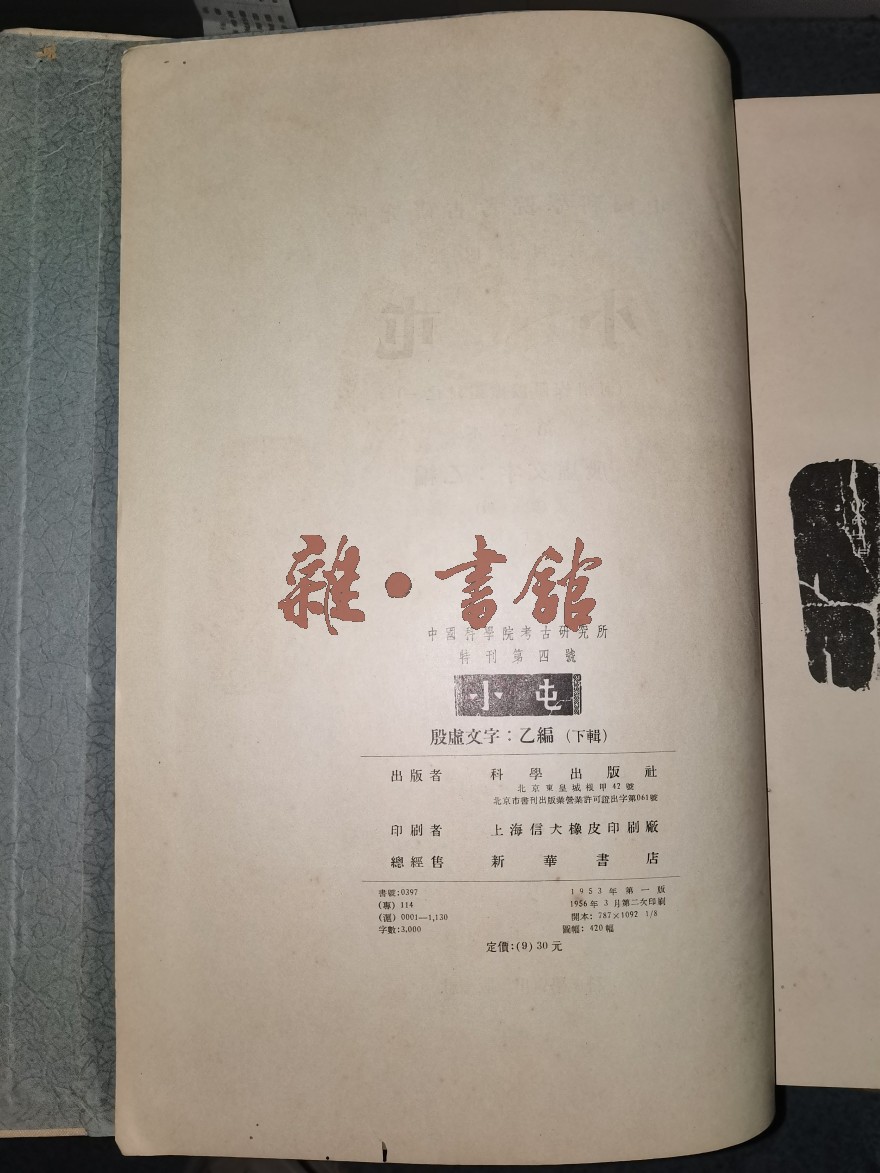 雜·書館
中國科學院考古研究所
特刊第四號
小屯
殷虛文字：乙編（下輯）
出版者 科學出版社
北京東皇城根甲42號
北京市書刊出版業營業許可證出字第061號
印刷者 上海信大橡皮印刷廠
總經售 新華書店
書號:0397 1953年第一版
(專) 114 1956年3月第二次印刷
(滬) 0001—1,130 開本: 787×1092 1/8
字數:3,000 圖幅: 420幅
定價:(9) 30元